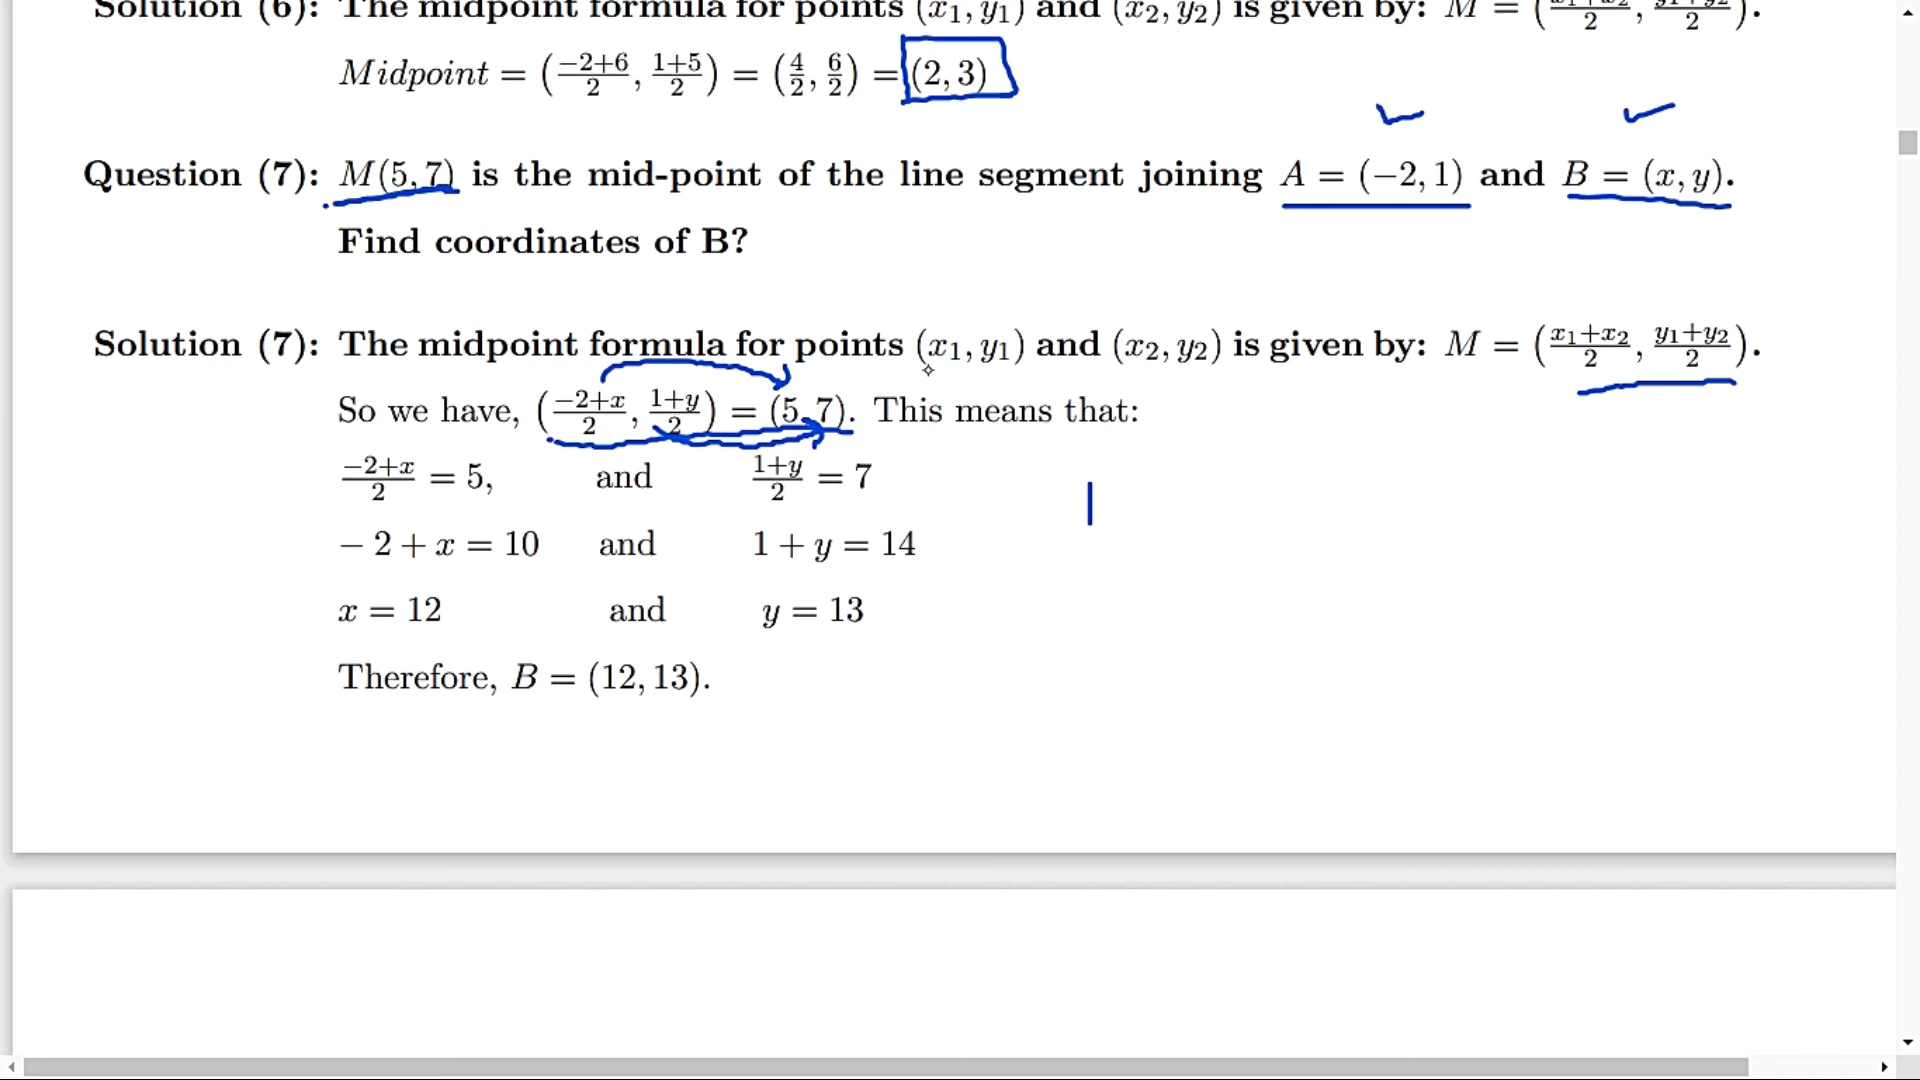 Solution (6): The midpoint formula for points (x₁, y₁) and (x₂, y₂) is given by: M = (x₁+x₂/2, y₁+y₂/2).
Midpoint = (−2+6/2, 1+5/2) = (4/2, 6/2) = (2, 3)
Question (7): M(5, 7) is the mid-point of the line segment joining A = (−2, 1) and B = (x, y).
Find coordinates of B?
Solution (7): The midpoint formula for points (x₁, y₁) and (x₂, y₂) is given by: M = (x₁+x₂/2, y₁+y₂/2).
So we have, (−2+x/2, 1+y/2) = (5, 7). This means that:
−2+x/2 = 5, and 1+y/2 = 7
− 2 + x = 10 and 1 + y = 14
x = 12 and y = 13
Therefore, B = (12, 13).